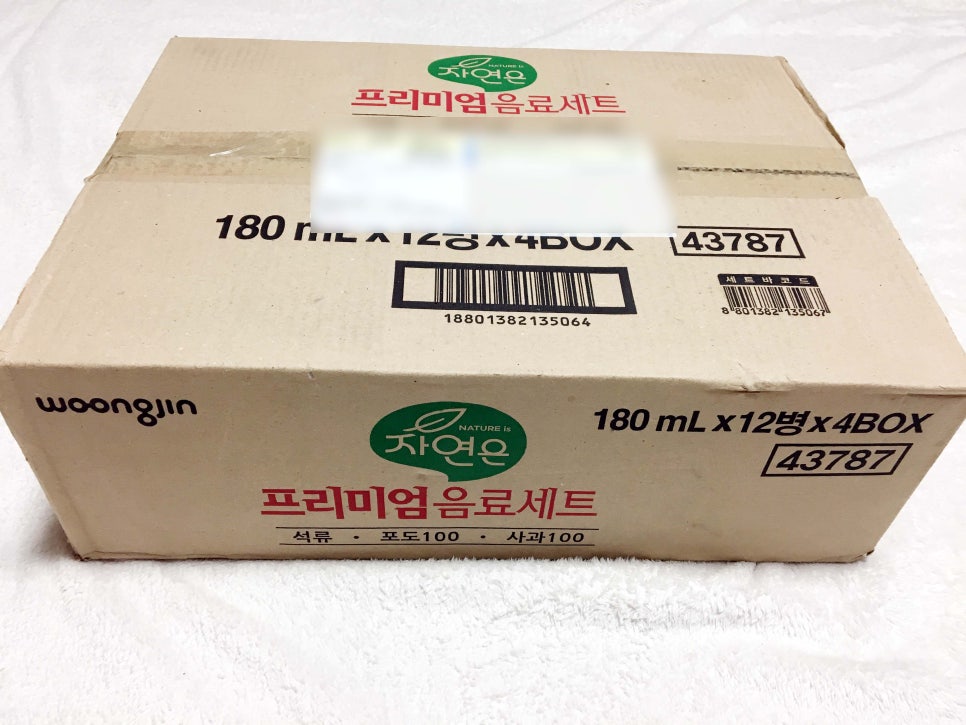 NATURE is
자연은
프리미엄 음료세트
180 mL x 12병 x 4BOX
43787
18801382135064
세트바코드
8 801382 135067
woongjin
NATURE is
자연은
프리미엄 음료세트
석류 · 포도100 · 사과100
180 mL x 12병 x 4BOX
43787